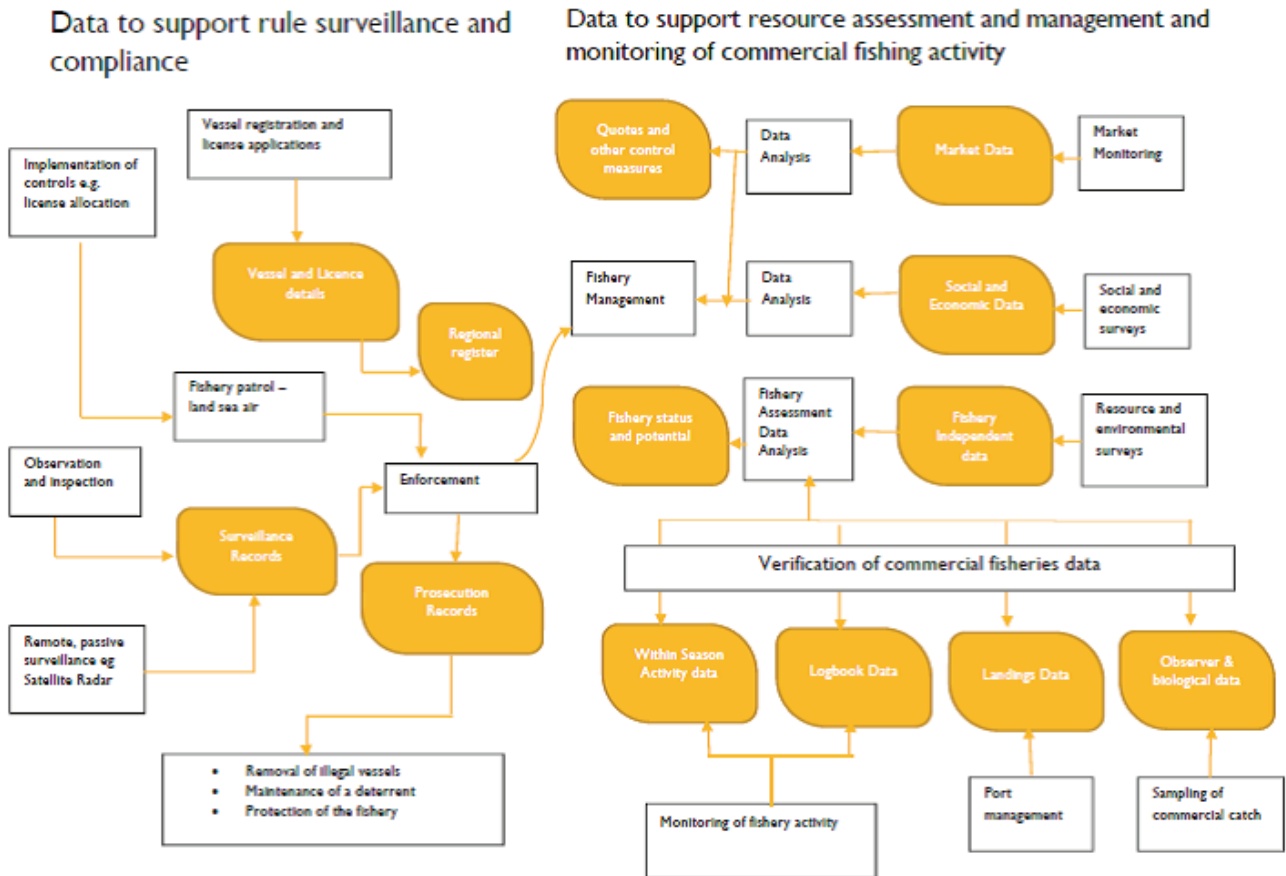 Data to support rule surveillance and
compliance
Data to support resource assessment and management and
monitoring of commercial fishing activity
Vessel registration and
license applications
Implementation of
controls e.g.
license allocation
Vessel and Licence
details
Regional
register
Fishery patrol –
land sea air
Observation
and inspection
Enforcement
Surveillance
Records
Prosecution
Records
Remote, passive
surveillance eg
Satellite Radar
• Removal of illegal vessels
• Maintenance of a deterrent
• Protection of the fishery
Quotes and
other control
measures
Data
Analysis
Market Data
Market
Monitoring
Fishery
Management
Data
Analysis
Social and
Economic Data
Social and
economic
surveys
Fishery status
and potential
Fishery
Assessment
Data
Analysis
Fishery
Independent
data
Resource and
environmental
surveys
Verification of commercial fisheries data
Within Season
Activity data
Logbook Data
Landings Data
Observer &
biological data
Monitoring of fishery activity
Port
management
Sampling of
commercial catch